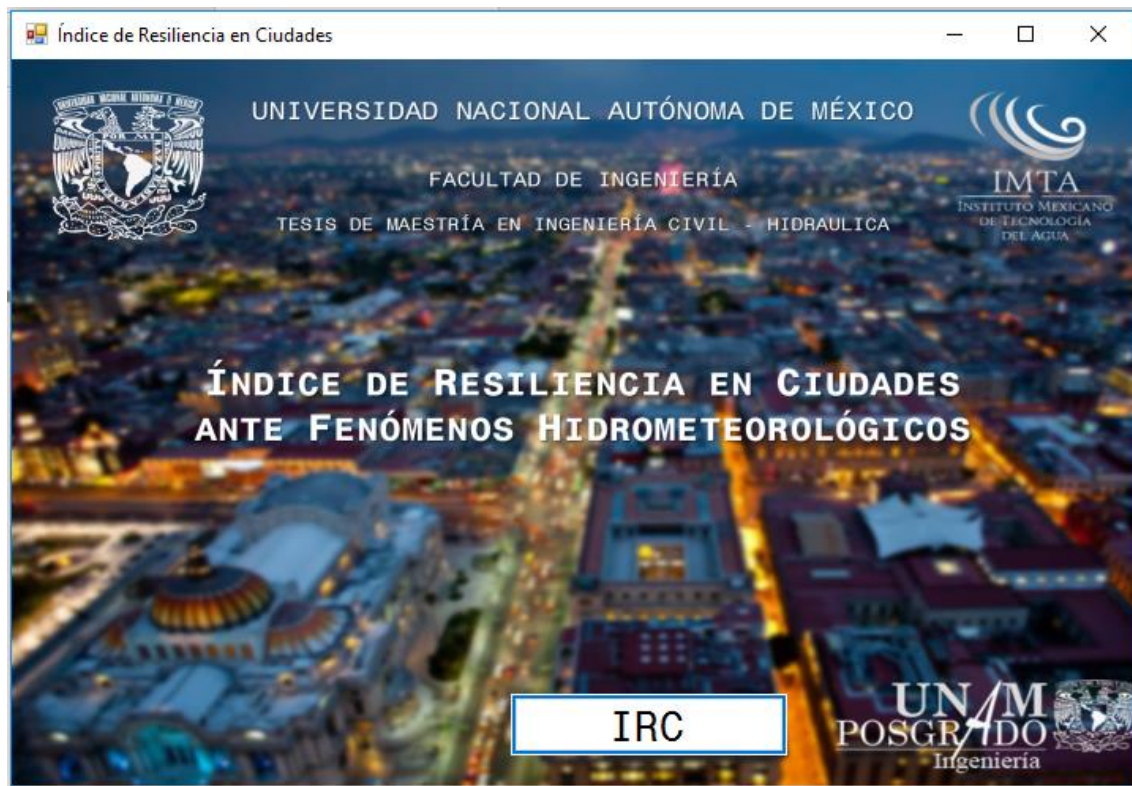 Índice de Resiliencia en Ciudades
UNIVERSIDAD NACIONAL AUTÓNOMA DE MÉXICO
FACULTAD DE INGENIERÍA
TESIS DE MAESTRÍA EN INGENIERÍA CIVIL - HIDRAULICA
IMTA
INSTITUTO MEXICANO
DE TECNOLOGÍA
DEL AGUA
ÍNDICE DE RESILIENCIA EN CIUDADES
ANTE FENÓMENOS HIDROMETEOROLÓGICOS
IRC
UNAM
POSGRADO
Ingeniería